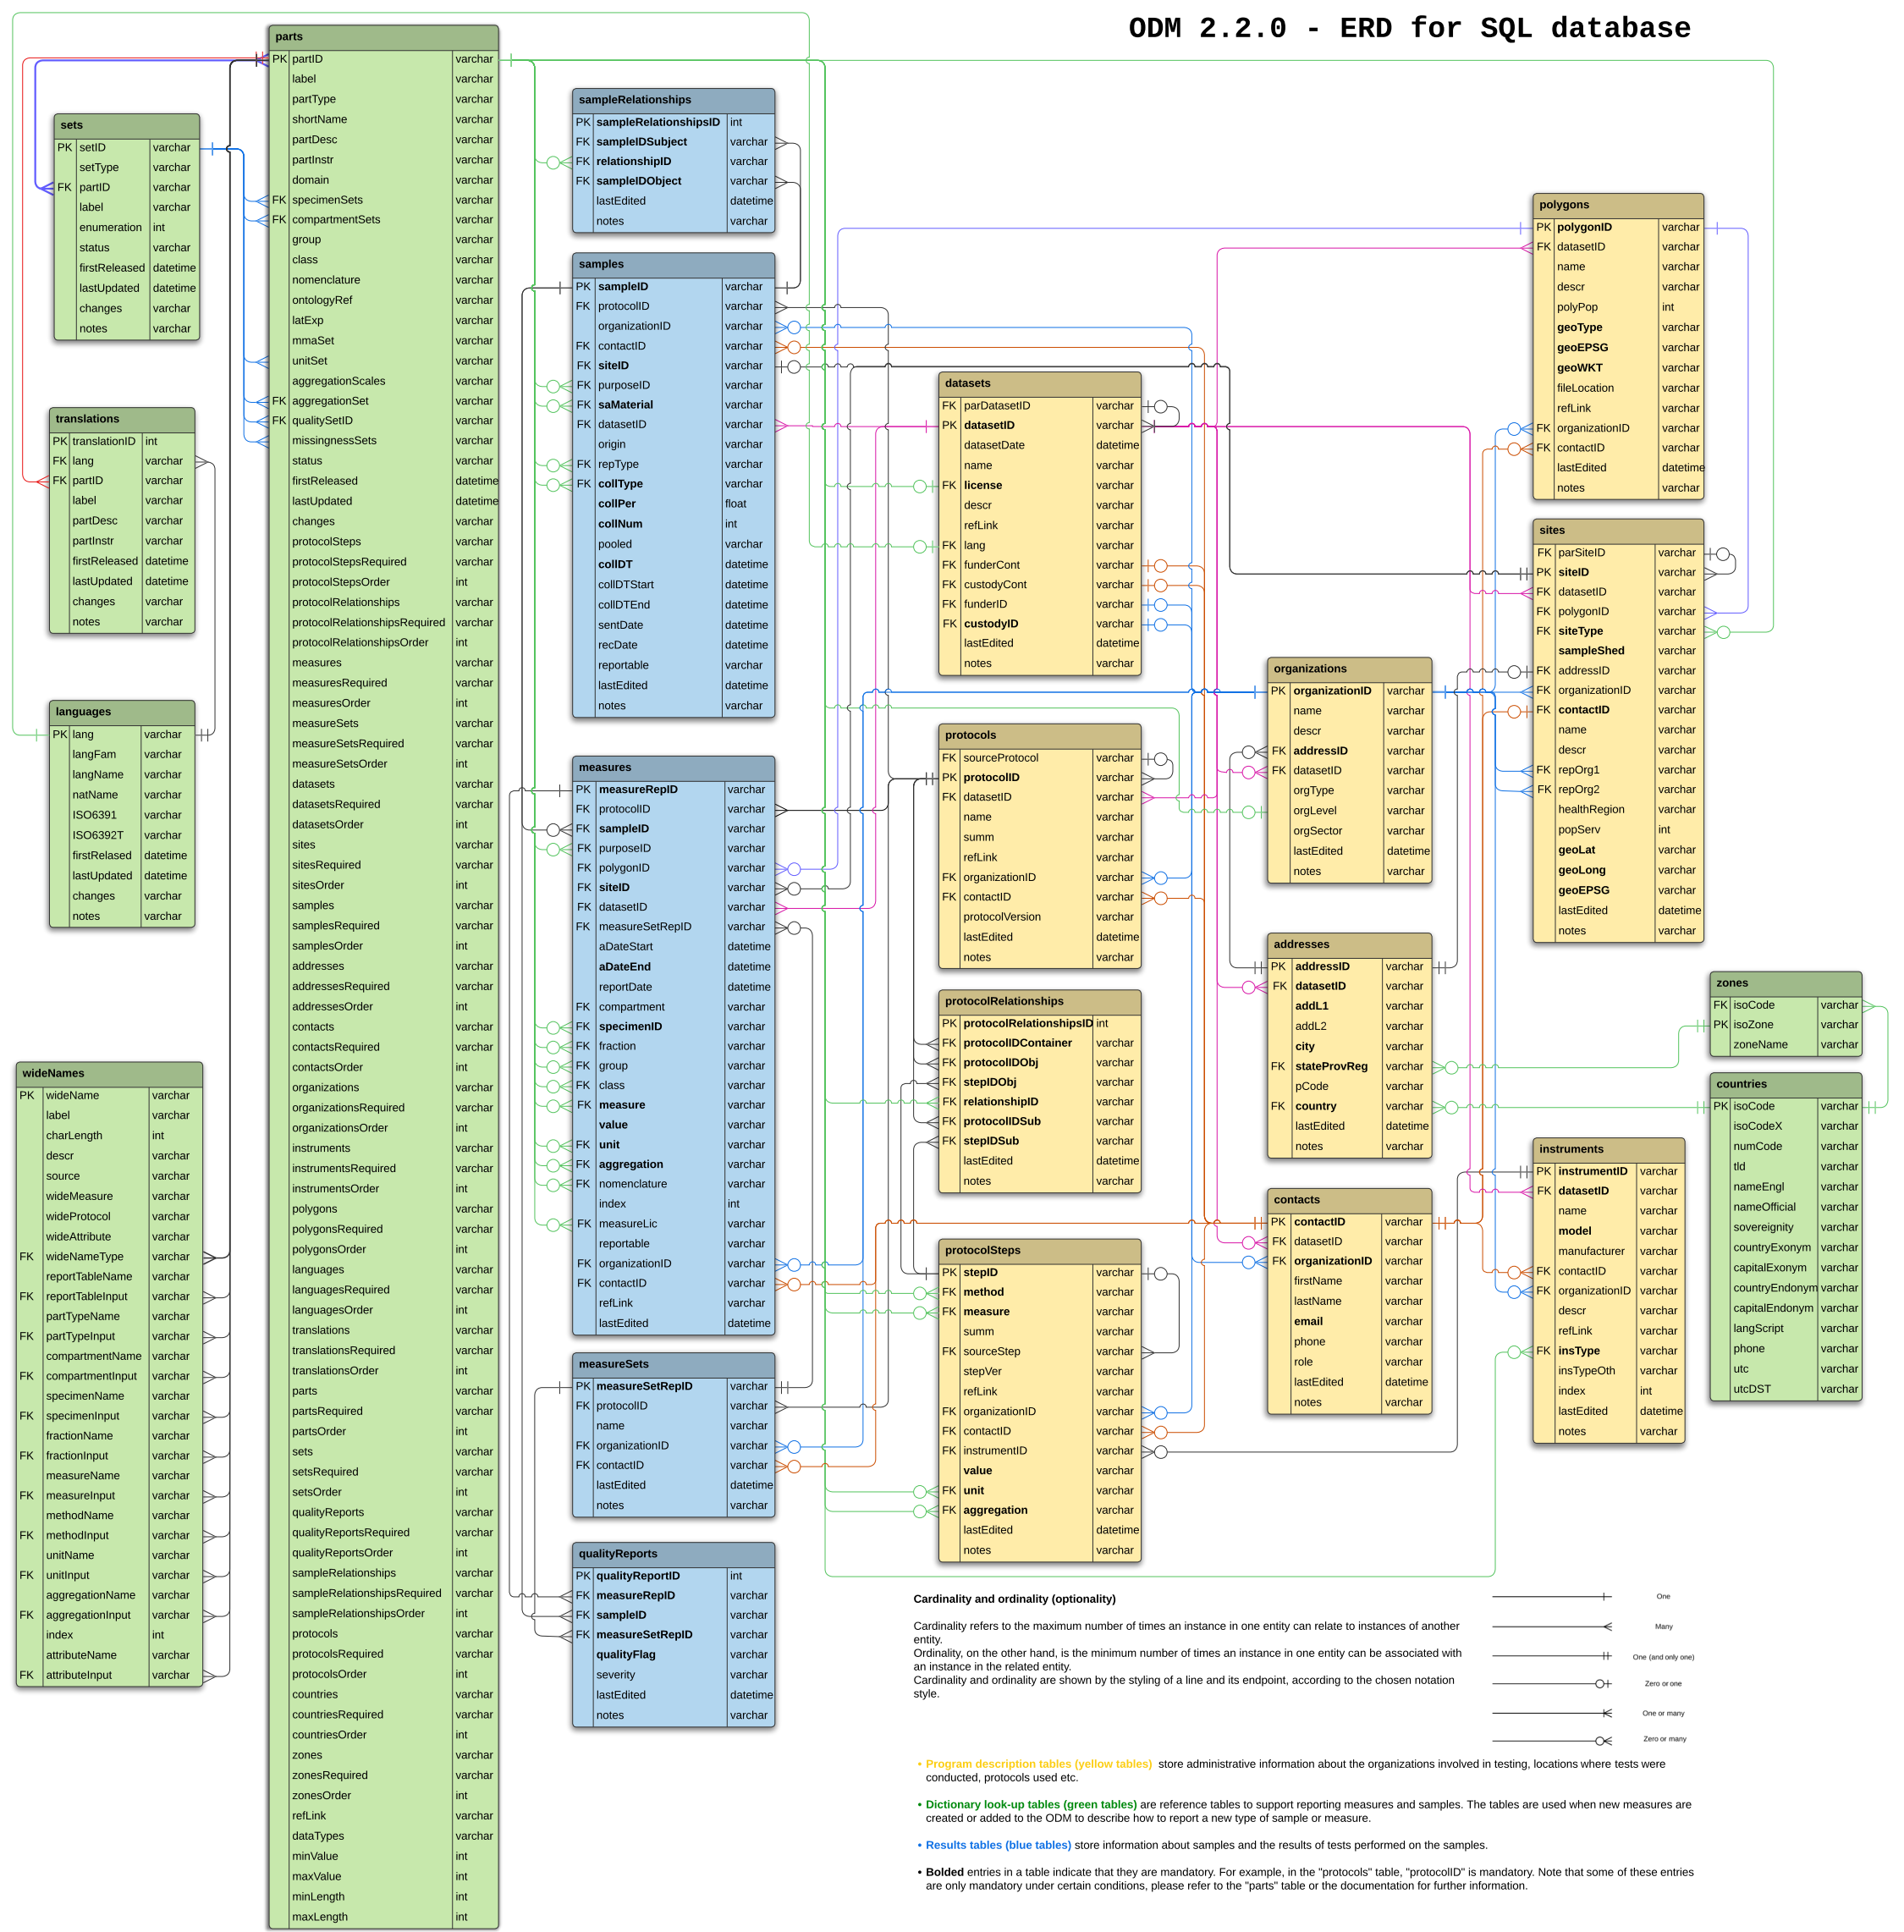 ODM 2.2.0 - ERD for SQL database
parts
PK partID varchar
label varchar
partType varchar
shortName varchar
partDesc varchar
partInstr varchar
domain varchar
FK specimenSets varchar
FK compartmentSets varchar
group varchar
class varchar
nomenclature varchar
ontologyRef varchar
latExp varchar
mmaSet varchar
unitSet varchar
aggregationScales varchar
FK aggregationSet varchar
FK qualitySetID varchar
missingnessSets varchar
status varchar
firstReleased datetime
lastUpdated datetime
changes varchar
protocolSteps varchar
protocolStepsRequired varchar
protocolStepsOrder int
protocolRelationships varchar
protocolRelationshipsRequired varchar
protocolRelationshipsOrder int
measures varchar
measuresRequired varchar
measuresOrder int
measureSets varchar
measureSetsRequired varchar
measureSetsOrder int
datasets varchar
datasetsRequired varchar
datasetsOrder int
sites varchar
sitesRequired varchar
sitesOrder int
samples varchar
samplesRequired varchar
samplesOrder int
addresses varchar
addressesRequired varchar
addressesOrder int
contacts varchar
contactsRequired varchar
contactsOrder int
organizations varchar
organizationsRequired varchar
organizationsOrder int
instruments varchar
instrumentsRequired varchar
instrumentsOrder int
polygons varchar
polygonsRequired varchar
polygonsOrder int
languages varchar
languagesRequired varchar
languagesOrder int
translations varchar
translationsRequired varchar
translationsOrder int
parts varchar
partsRequired varchar
partsOrder int
sets varchar
setsRequired varchar
setsOrder int
qualityReports varchar
qualityReportsRequired varchar
qualityReportsOrder int
sampleRelationships varchar
sampleRelationshipsRequired varchar
sampleRelationshipsOrder int
protocols varchar
protocolsRequired varchar
protocolsOrder int
countries varchar
countriesRequired varchar
countriesOrder int
zones varchar
zonesRequired varchar
zonesOrder int
refLink varchar
dataTypes varchar
minValue int
maxValue int
minLength int
maxLength int
sets
PK setID varchar
setType varchar
FK partID varchar
label varchar
enumeration int
status varchar
firstReleased datetime
lastUpdated datetime
changes varchar
notes varchar
translations
PK translationID int
FK lang varchar
FK partID varchar
label varchar
partDesc varchar
partInstr varchar
firstReleased datetime
lastUpdated datetime
changes varchar
notes varchar
languages
PK lang varchar
langFam varchar
langName varchar
natName varchar
ISO6391 varchar
ISO6392T varchar
firstRelased datetime
lastUpdated datetime
changes varchar
notes varchar
wideNames
PK wideName varchar
label varchar
charLength int
descr varchar
source varchar
wideMeasure varchar
wideProtocol varchar
wideAttribute varchar
FK wideNameType varchar
reportTableName varchar
FK reportTableInput varchar
partTypeName varchar
FK partTypeInput varchar
compartmentName varchar
FK compartmentInput varchar
specimenName varchar
FK specimenInput varchar
fractionName varchar
FK fractionInput varchar
measureName varchar
FK measureInput varchar
methodName varchar
FK methodInput varchar
unitName varchar
FK unitInput varchar
aggregationName varchar
FK aggregationInput varchar
index int
attributeName varchar
FK attributeInput varchar
sampleRelationships
PK sampleRelationshipsID int
FK sampleIDSubject varchar
FK relationshipID varchar
FK sampleIDObject varchar
lastEdited datetime
notes varchar
samples
PK sampleID varchar
FK protocolID varchar
organizationID varchar
FK contactID varchar
FK siteID varchar
FK purposeID varchar
FK saMaterial varchar
FK datasetID varchar
origin varchar
FK repType varchar
FK collType varchar
collPer float
collNum int
pooled varchar
collDT datetime
collDTStart datetime
collDTEnd datetime
sentDate datetime
recDate datetime
reportable varchar
lastEdited datetime
notes varchar
measures
PK measureRepID varchar
FK protocolID varchar
FK sampleID varchar
FK purposeID varchar
FK polygonID varchar
FK siteID varchar
FK datasetID varchar
FK measureSetRepID varchar
aDateStart datetime
aDateEnd datetime
reportDate datetime
FK compartment varchar
FK specimenID varchar
FK fraction varchar
FK group varchar
FK class varchar
FK measure varchar
value varchar
FK unit varchar
FK aggregation varchar
FK nomenclature varchar
index int
FK measureLic varchar
reportable varchar
FK organizationID varchar
FK contactID varchar
refLink varchar
lastEdited datetime
measureSets
PK measureSetRepID varchar
FK protocolID varchar
name varchar
FK organizationID varchar
FK contactID varchar
lastEdited datetime
notes varchar
qualityReports
PK qualityReportID int
FK measureRepID varchar
FK sampleID varchar
FK measureSetRepID varchar
qualityFlag varchar
severity varchar
lastEdited datetime
notes varchar
datasets
FK parDatasetID varchar
PK datasetID varchar
datasetDate datetime
name varchar
FK license varchar
descr varchar
refLink varchar
FK lang varchar
FK funderCont varchar
FK custodyCont varchar
FK funderID varchar
FK custodyID varchar
lastEdited datetime
notes varchar
protocols
FK sourceProtocol varchar
PK protocolID varchar
FK datasetID varchar
name varchar
summ varchar
refLink varchar
FK organizationID varchar
FK contactID varchar
protocolVersion varchar
lastEdited datetime
notes varchar
protocolRelationships
PK protocolRelationshipsID int
FK protocolIDContainer varchar
FK protocolIDObj varchar
FK stepIDObj varchar
FK relationshipID varchar
FK protocolIDSub varchar
FK stepIDSub varchar
lastEdited datetime
notes varchar
protocolSteps
PK stepID varchar
FK method varchar
FK measure varchar
summ varchar
FK sourceStep varchar
stepVer varchar
refLink varchar
FK organizationID varchar
FK contactID varchar
FK instrumentID varchar
value varchar
FK unit varchar
FK aggregation varchar
lastEdited datetime
notes varchar
organizations
PK organizationID varchar
name varchar
descr varchar
FK addressID varchar
FK datasetID varchar
orgType varchar
orgLevel varchar
orgSector varchar
lastEdited datetime
notes varchar
addresses
PK addressID varchar
FK datasetID varchar
addL1 varchar
addL2 varchar
city varchar
FK stateProvReg varchar
pCode varchar
FK country varchar
lastEdited datetime
notes varchar
contacts
PK contactID varchar
FK datasetID varchar
FK organizationID varchar
firstName varchar
lastName varchar
email varchar
phone varchar
role varchar
lastEdited datetime
notes varchar
polygons
PK polygonID varchar
FK datasetID varchar
name varchar
descr varchar
polyPop int
geoType varchar
geoEPSG varchar
geoWKT varchar
fileLocation varchar
refLink varchar
FK organizationID varchar
FK contactID varchar
lastEdited datetime
notes varchar
sites
FK parSiteID varchar
PK siteID varchar
FK datasetID varchar
FK polygonID varchar
FK siteType varchar
sampleShed varchar
FK addressID varchar
FK organizationID varchar
FK contactID varchar
name varchar
descr varchar
FK repOrg1 varchar
FK repOrg2 varchar
healthRegion varchar
popServ int
geoLat varchar
geoLong varchar
geoEPSG varchar
lastEdited datetime
notes varchar
instruments
PK instrumentID varchar
FK datasetID varchar
name varchar
model varchar
manufacturer varchar
FK contactID varchar
FK organizationID varchar
descr varchar
refLink varchar
FK insType varchar
insTypeOth varchar
index int
lastEdited datetime
notes varchar
zones
FK isoCode varchar
PK isoZone varchar
zoneName varchar
countries
PK isoCode varchar
isoCodeX varchar
numCode varchar
tld varchar
nameEngl varchar
nameOfficial varchar
sovereignity varchar
countryExonym varchar
capitalExonym varchar
countryEndonym varchar
capitalEndonym varchar
langScript varchar
phone varchar
utc varchar
utcDST varchar
Cardinality and ordinality (optionality)
Cardinality refers to the maximum number of times an instance in one entity can relate to instances of another
entity.
Ordinality, on the other hand, is the minimum number of times an instance in one entity can be associated with
an instance in the related entity.
Cardinality and ordinality are shown by the styling of a line and its endpoint, according to the chosen notation
style.
One
Many
One (and only one)
Zero or one
One or many
Zero or many
• Program description tables (yellow tables) store administrative information about the organizations involved in testing, locations where tests were
conducted, protocols used etc.
• Dictionary look-up tables (green tables) are reference tables to support reporting measures and samples. The tables are used when new measures are
created or added to the ODM to describe how to report a new type of sample or measure.
• Results tables (blue tables) store information about samples and the results of tests performed on the samples.
• Bolded entries in a table indicate that they are mandatory. For example, in the "protocols" table, "protocolID" is mandatory. Note that some of these entries
are only mandatory under certain conditions, please refer to the "parts" table or the documentation for further information.